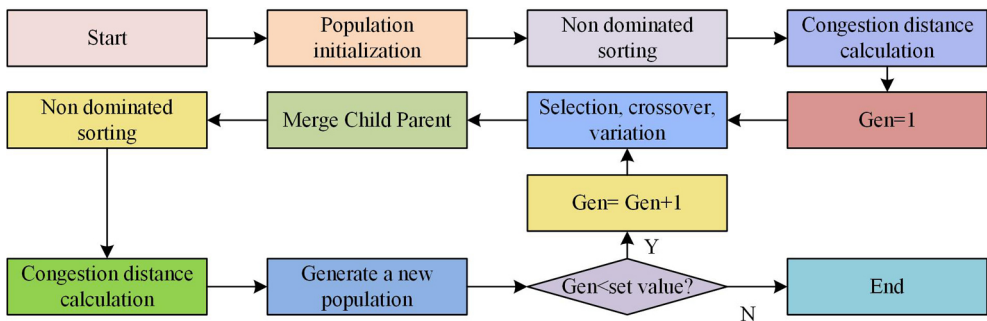 Start
Population
initialization
Non dominated
sorting
Congestion distance
calculation
Non dominated
sorting
Merge Child Parent
Selection, crossover,
variation
Gen=1
Gen= Gen+1
Y
Congestion distance
calculation
Generate a new
population
Gen<set value?
N
End